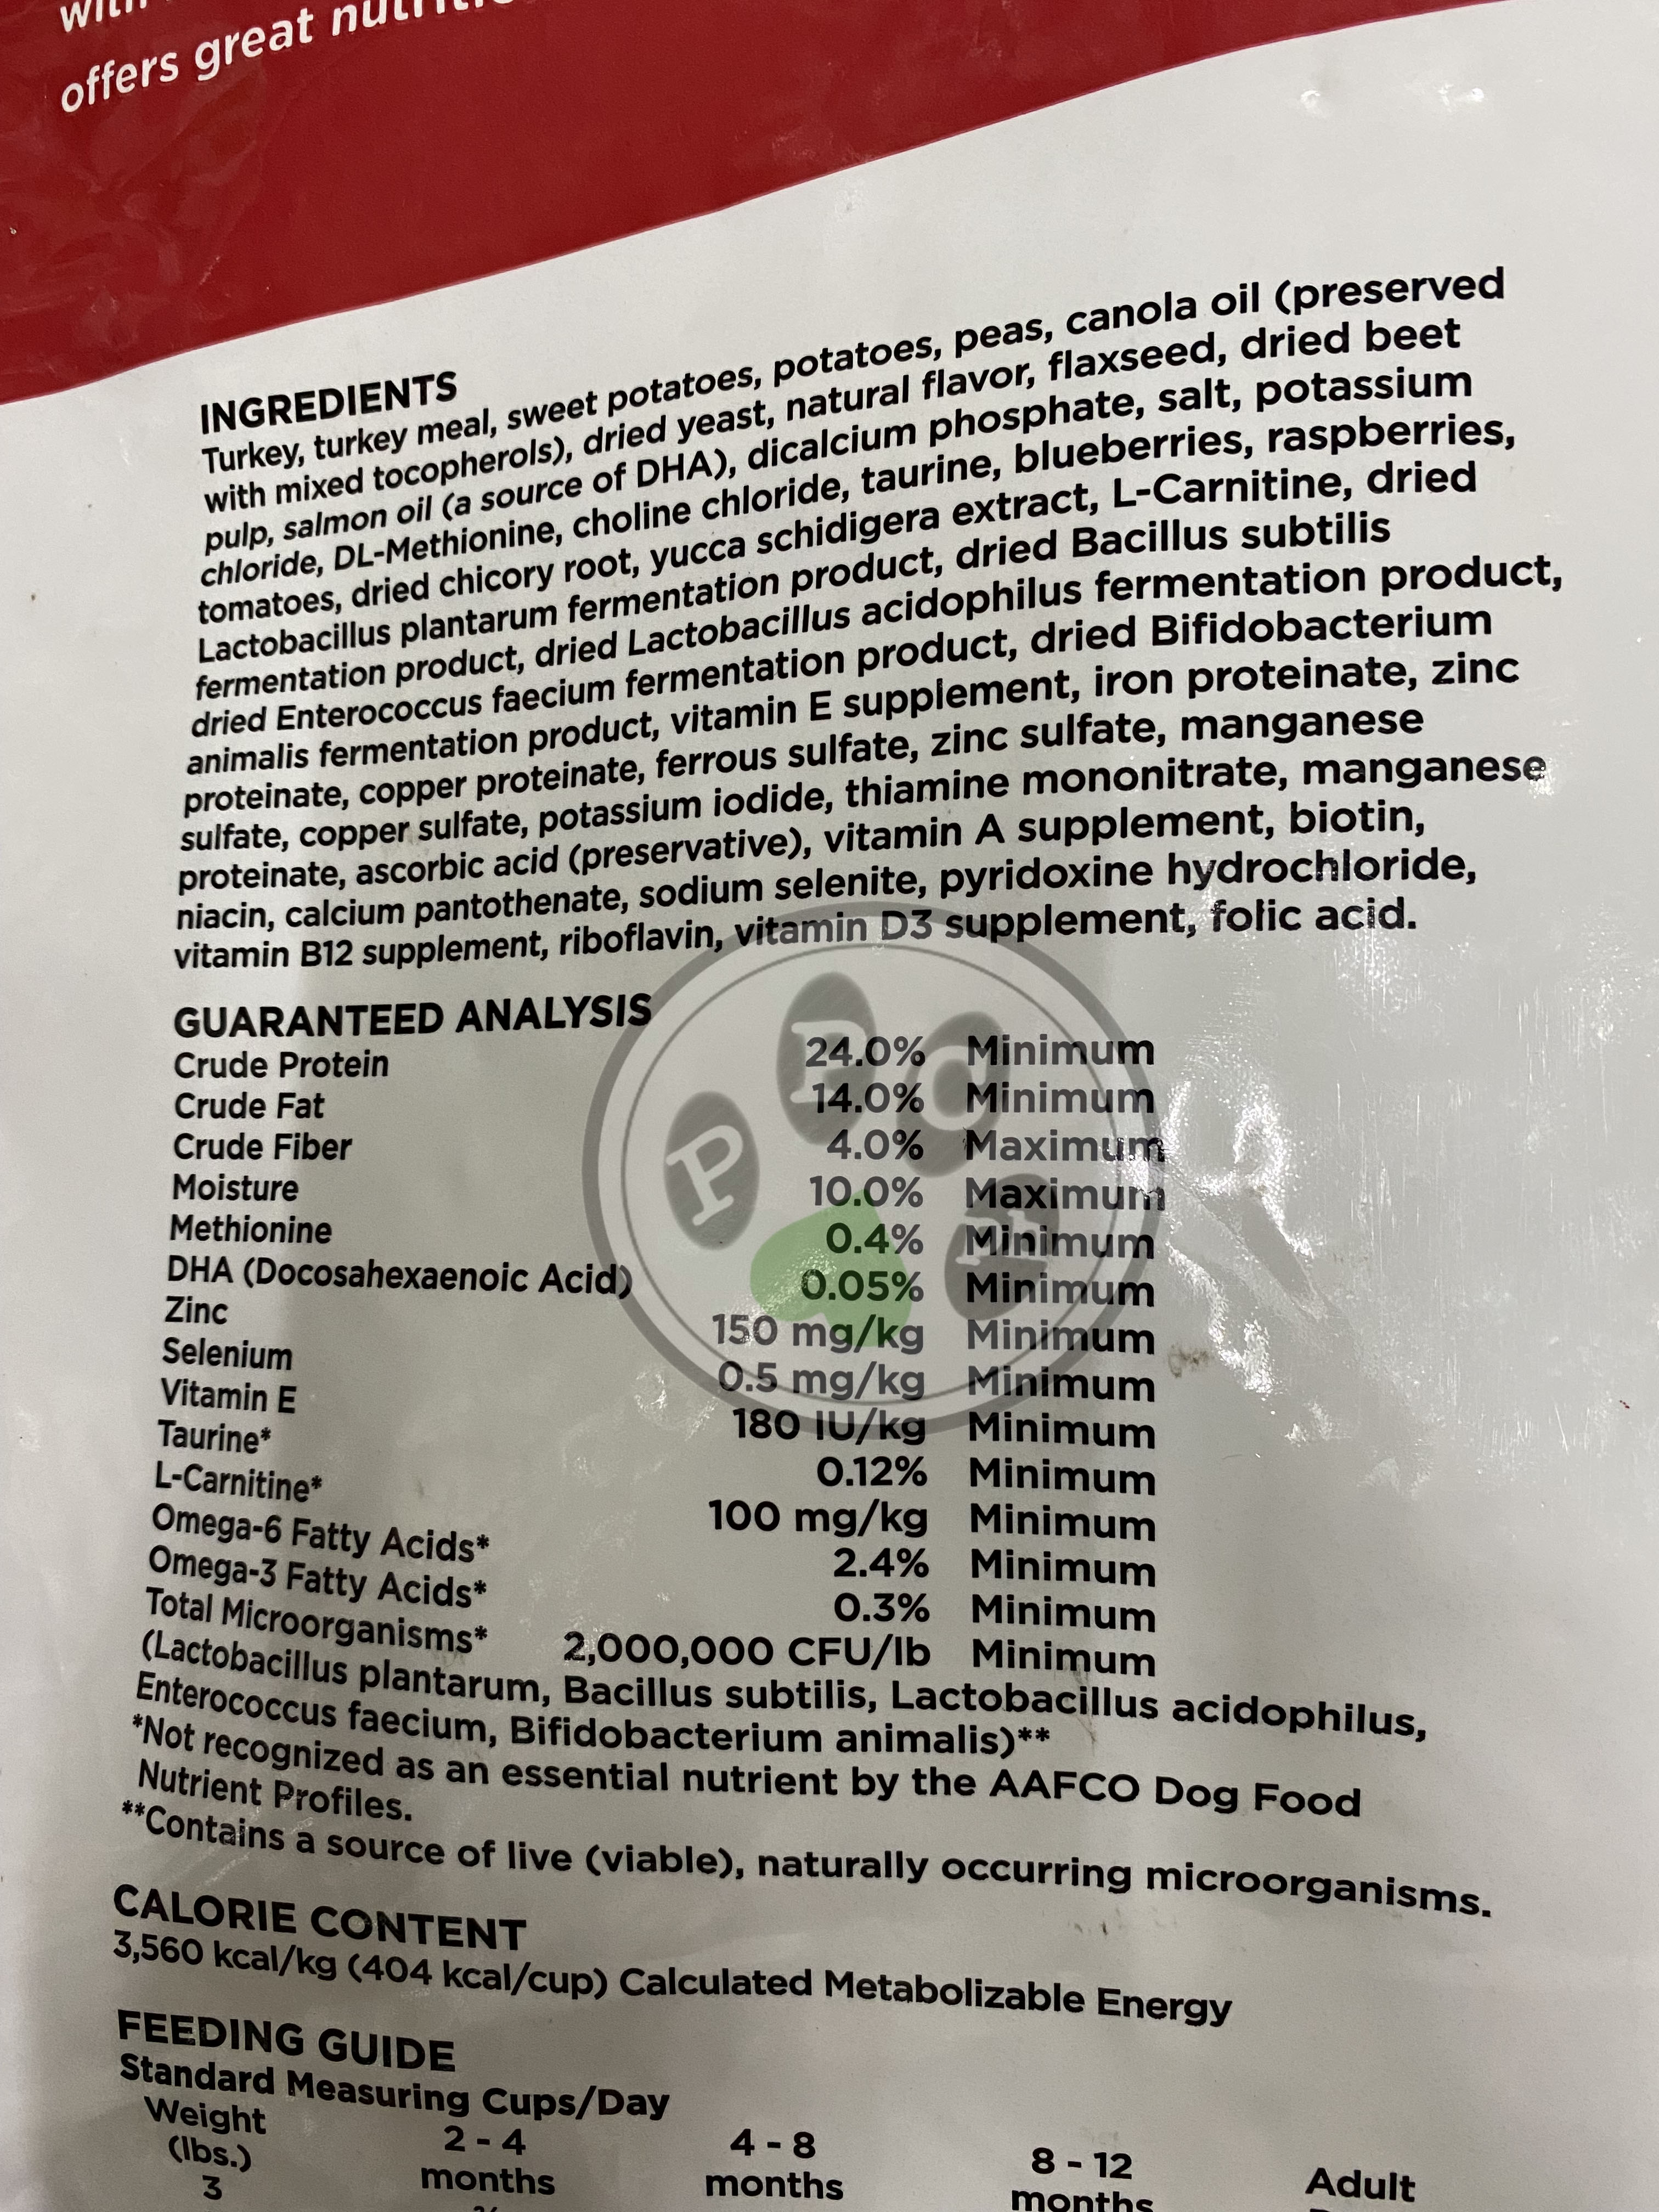 offers great
INGREDIENTS
Turkey, turkey meal, sweet potatoes, potatoes, peas, canola oil (preserved
with mixed tocopherols), dried yeast, natural flavor, flaxseed, dried beet
pulp, salmon oil (a source of DHA), dicalcium phosphate, salt, potassium
chloride, DL-Methionine, choline chloride, taurine, blueberries, raspberries,
tomatoes, dried chicory root, yucca schidigera extract, L-Carnitine, dried
Lactobacillus plantarum fermentation product, dried Bacillus subtilis
fermentation product, dried Lactobacillus acidophilus fermentation product,
dried Enterococcus faecium fermentation product, dried Bifidobacterium
animalis fermentation product, vitamin E supplement, iron proteinate, zinc
proteinate, copper proteinate, ferrous sulfate, zinc sulfate, manganese
sulfate, copper sulfate, potassium iodide, thiamine mononitrate, manganese
proteinate, ascorbic acid (preservative), vitamin A supplement, biotin,
niacin, calcium pantothenate, sodium selenite, pyridoxine hydrochloride,
vitamin B12 supplement, riboflavin, vitamin D3 supplement, folic acid.
GUARANTEED ANALYSIS
Crude Protein 24.0% Minimum
Crude Fat 14.0% Minimum
Crude Fiber 4.0% Maximum
Moisture 10.0% Maximum
Methionine 0.4% Minimum
DHA (Docosahexaenoic Acid) 0.05% Minimum
Zinc 150 mg/kg Minimum
Selenium 0.5 mg/kg Minimum
Vitamin E 180 IU/kg Minimum
Taurine* 0.12% Minimum
L-Carnitine* 100 mg/kg Minimum
Omega-6 Fatty Acids* 2.4% Minimum
Omega-3 Fatty Acids* 0.3% Minimum
Total Microorganisms* 2,000,000 CFU/lb Minimum
(Lactobacillus plantarum, Bacillus subtilis, Lactobacillus acidophilus,
Enterococcus faecium, Bifidobacterium animalis)**
*Not recognized as an essential nutrient by the AAFCO Dog Food
Nutrient Profiles.
**Contains a source of live (viable), naturally occurring microorganisms.
CALORIE CONTENT
3,560 kcal/kg (404 kcal/cup) Calculated Metabolizable Energy
FEEDING GUIDE
Standard Measuring Cups/Day
Weight (lbs.) 2 - 4 months 4 - 8 months 8 - 12 months Adult
3